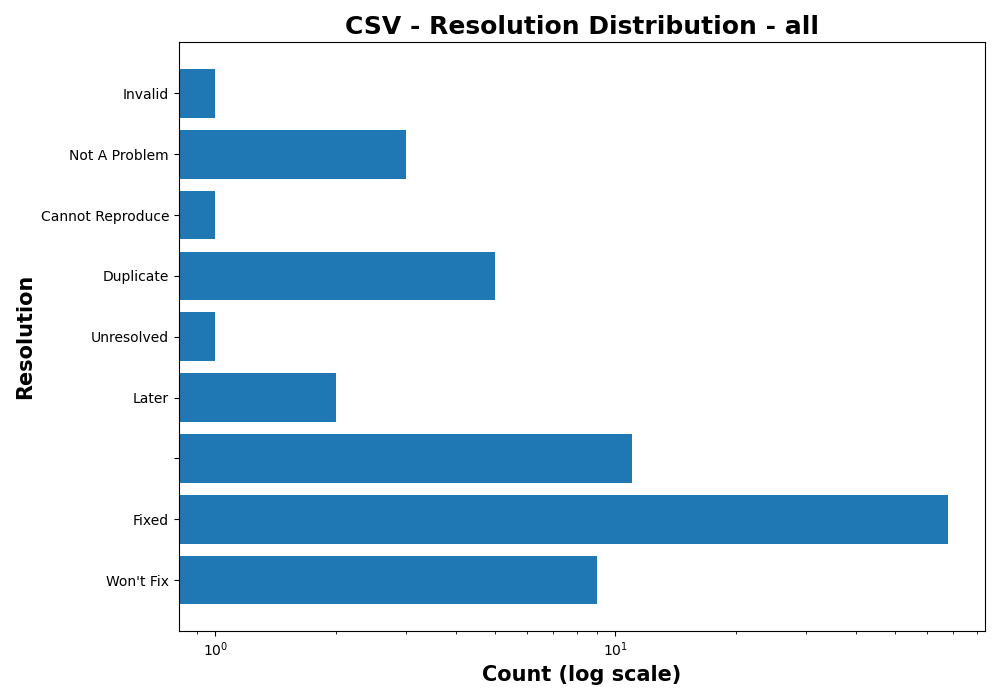 CSV - Resolution Distribution - all
Invalid
Not A Problem
Cannot Reproduce
Duplicate
Unresolved
Later
Fixed
Won't Fix
Resolution
10⁰
10¹
Count (log scale)